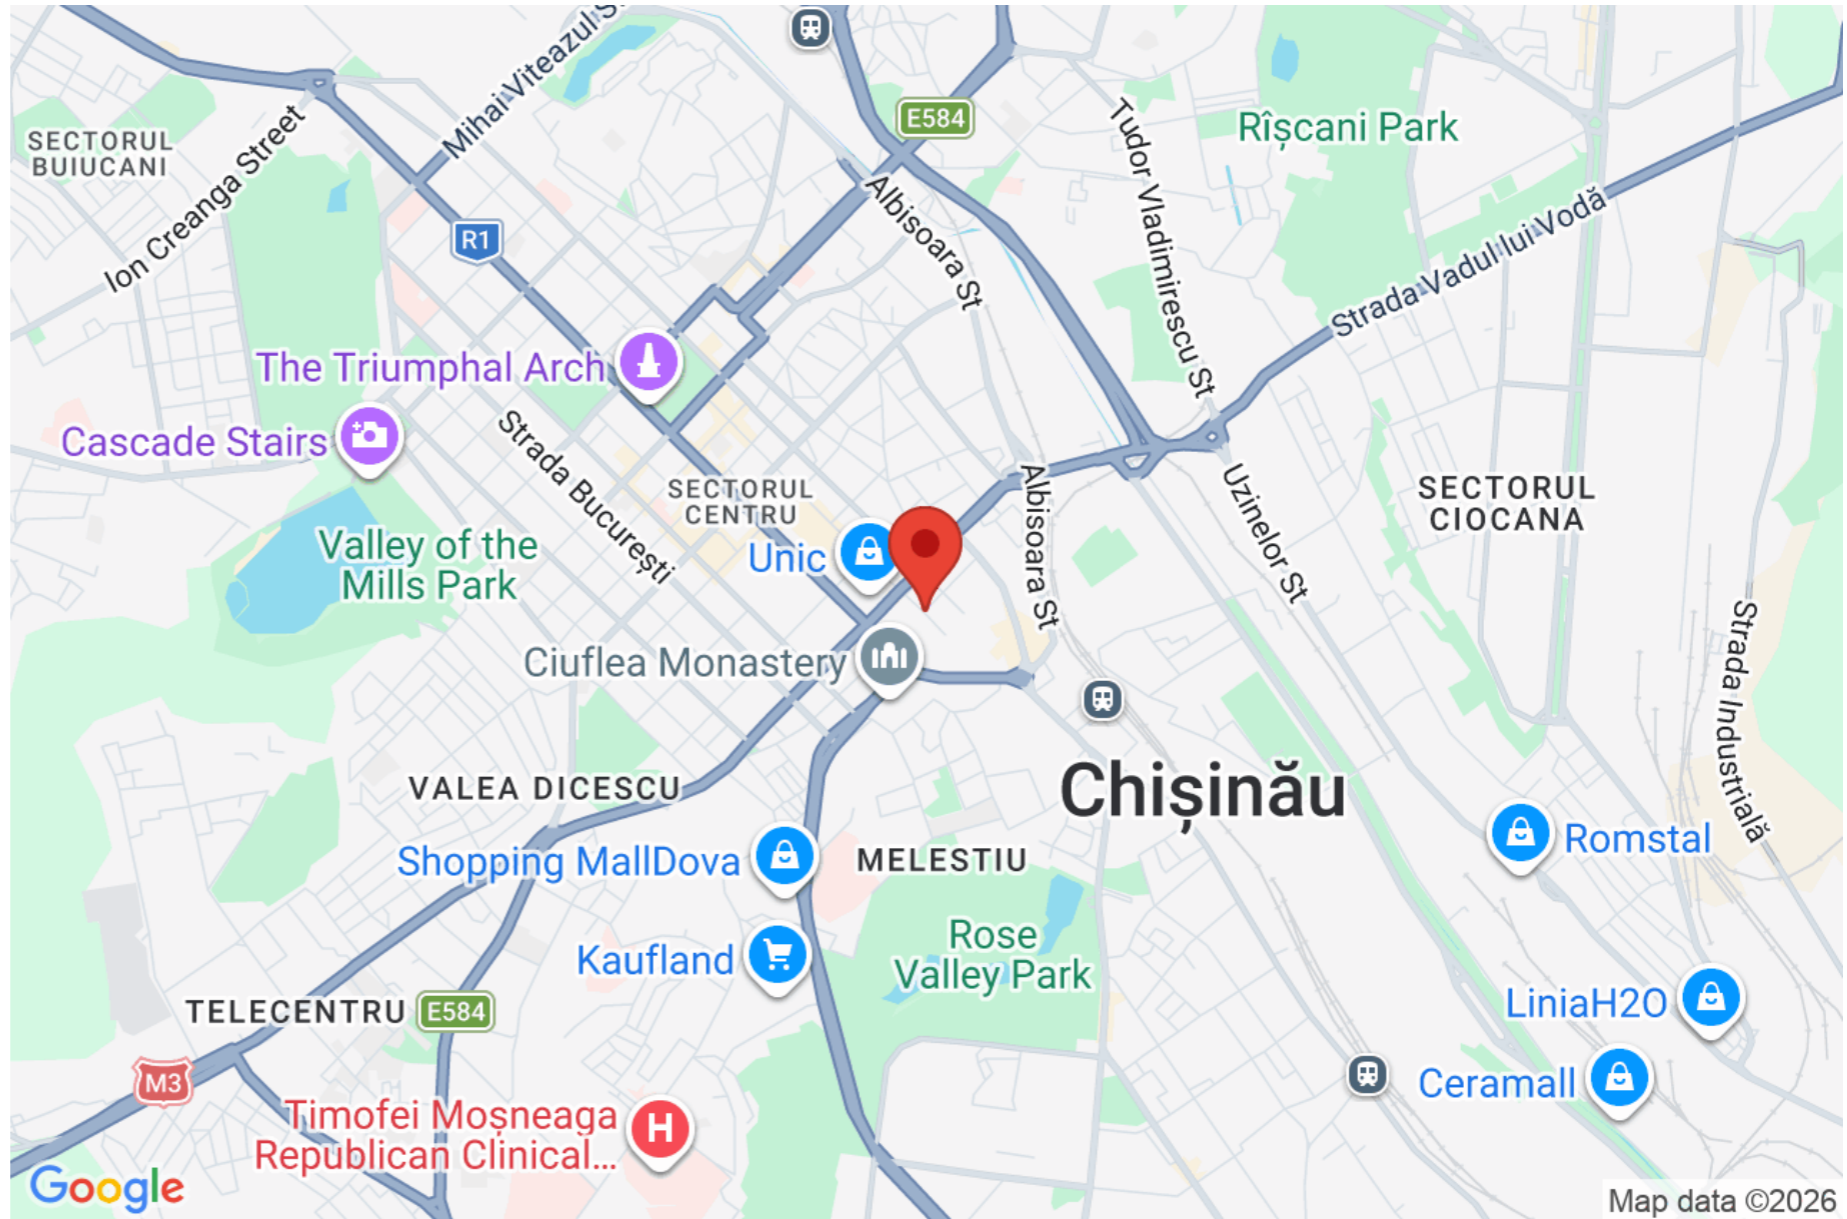 Mihai Viteazul S
E584
Rîșcani Park
SECTORUL
BUIUCANI
Ion Creanga Street
R1
Albisoara St
Tudor Vladimirescu St
Strada Vadul lui Vodă
The Triumphal Arch
Cascade Stairs
Strada București
SECTORUL
CENTRU
Albisoara St
Uzinelor St
SECTORUL
CIOCANA
Valley of the
Mills Park
Unic
Ciuflea Monastery
Strada Industrială
VALEA DICESCU
Chișinău
Shopping MallDova
MELESTIU
Romstal
Rose
Valley Park
Kaufland
TELECENTRU
E584
LiniaH2O
M3
Ceramall
Timofei Moșneaga
Republican Clinical...
Google
Map data ©2026